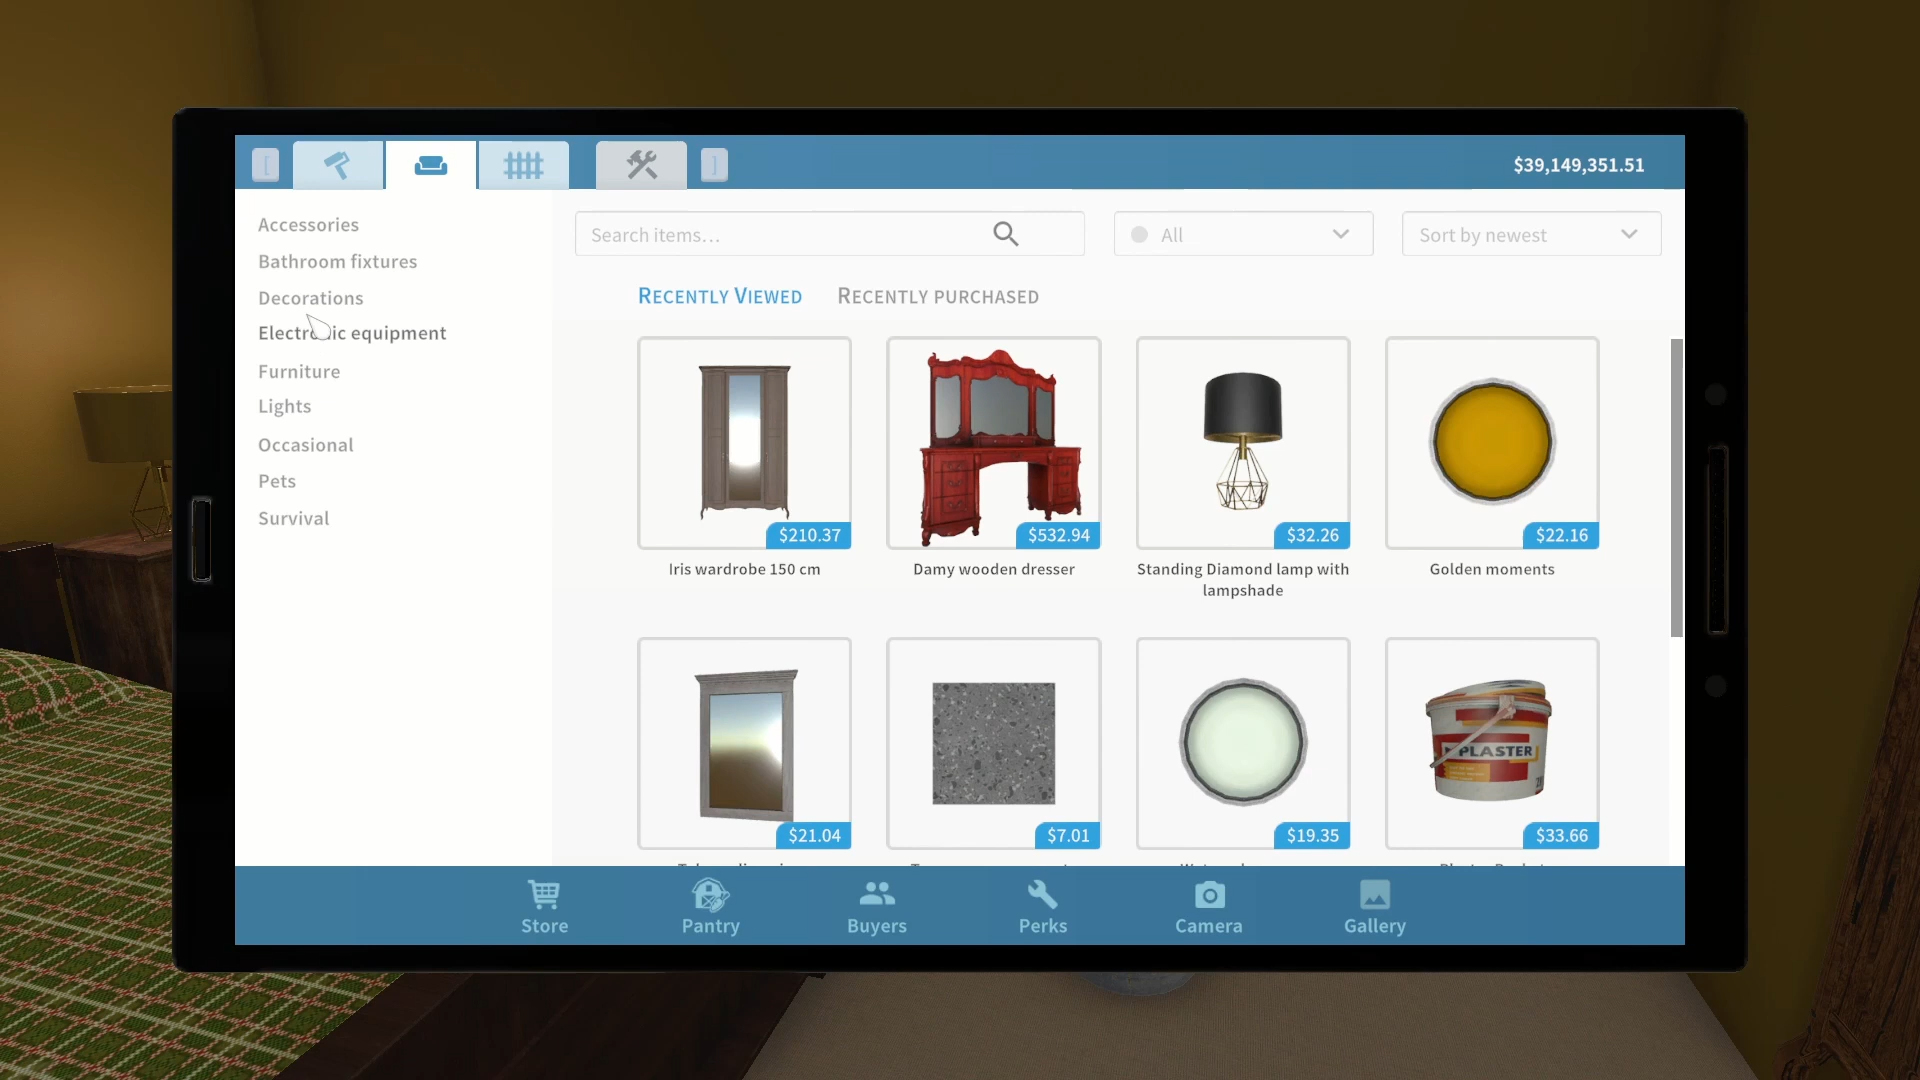 [
]
$39,149,351.51
Accessories
Bathroom fixtures
Decorations
Electronic equipment
Furniture
Lights
Occasional
Pets
Survival
Search items...
All
Sort by newest
RECENTLY VIEWED
RECENTLY PURCHASED
$210.37
$532.94
$32.26
$22.16
Iris wardrobe 150 cm
Damy wooden dresser
Standing Diamond lamp with
lampshade
Golden moments
PLASTER
$21.04
$7.01
$19.35
$33.66
Store
Pantry
Buyers
Perks
Camera
Gallery